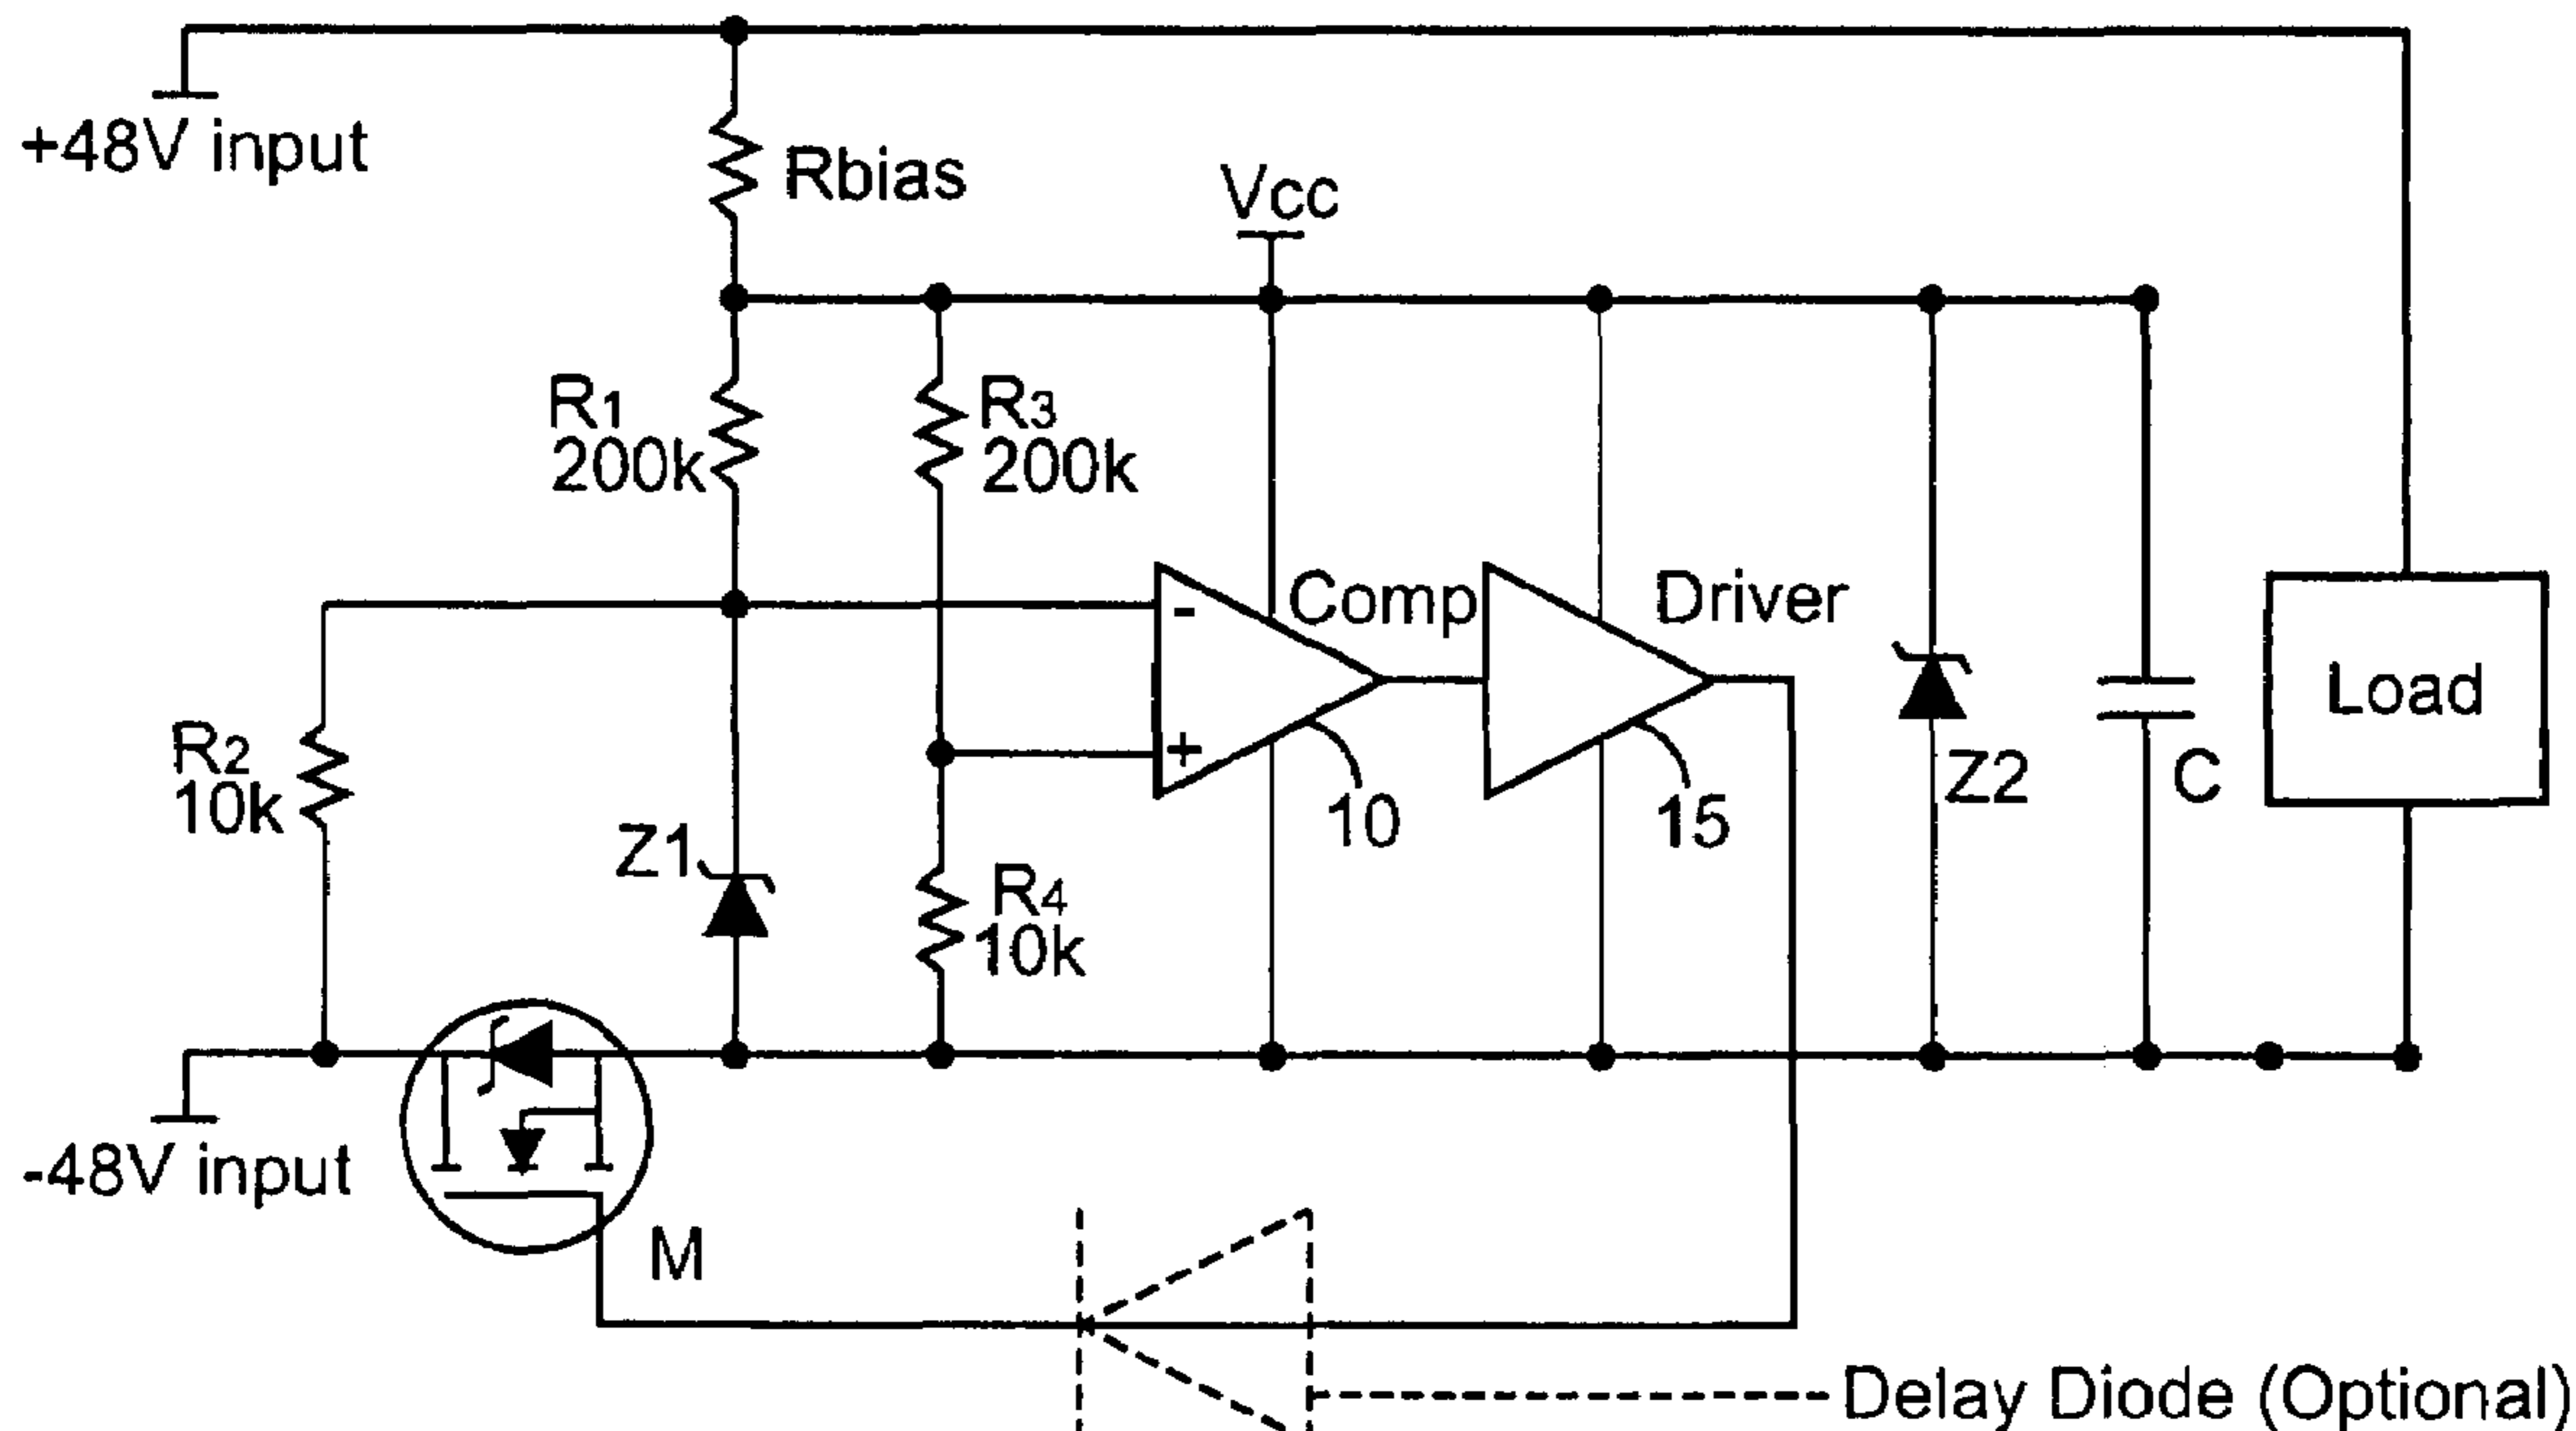 +48V input
Rbias
Vcc
R1
200k
R3
200k
-
Comp
Driver
+
10
15
R2
10k
Z1
R4
10k
Z2
C
Load
-48V input
M
Delay Diode (Optional)